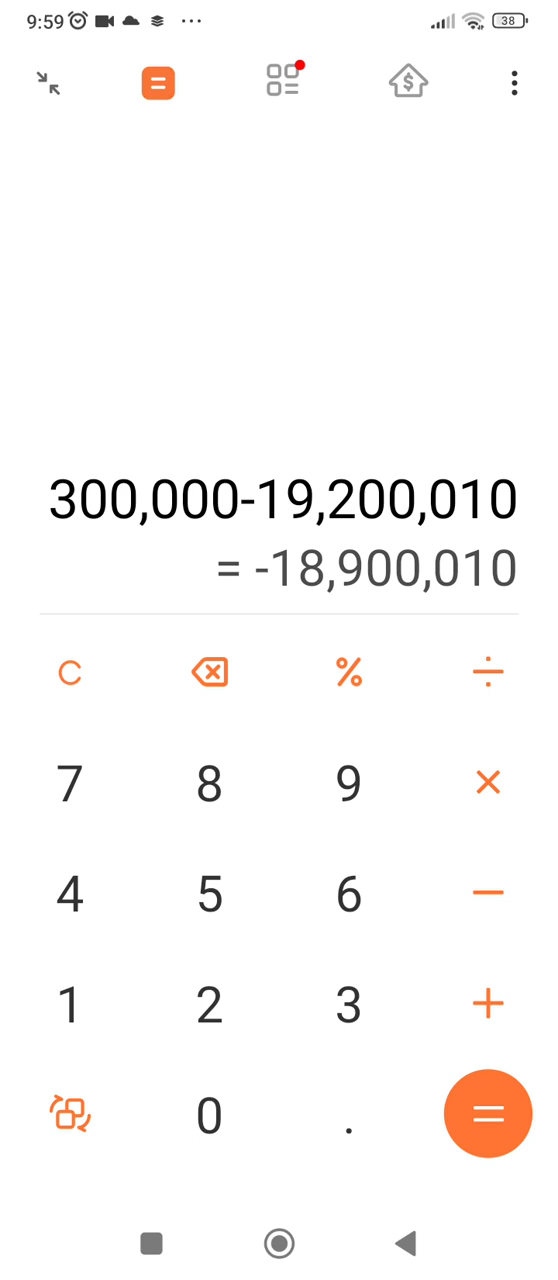 9:59 38
300,000-19,200,010
= -18,900,010
C % ÷
7 8 9 ×
4 5 6 −
1 2 3 +
0 . =